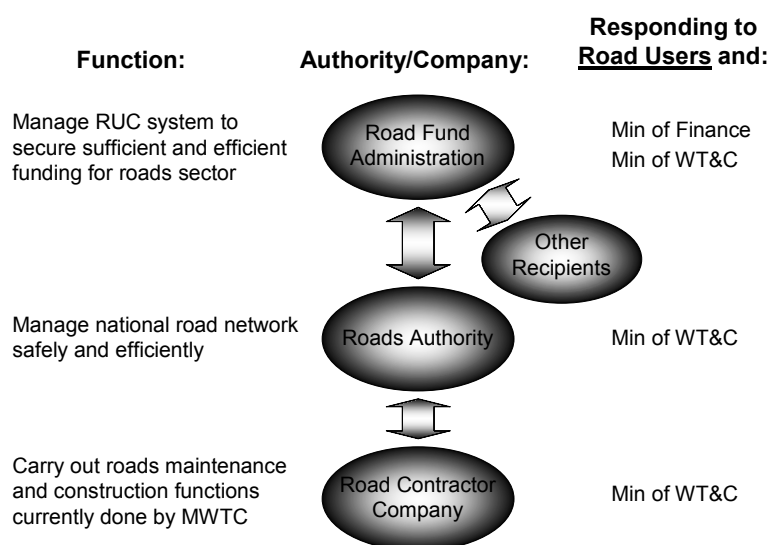 Function:
Authority/Company:
Responding to
Road Users and:
Manage RUC system to
secure sufficient and efficient
funding for roads sector
Road Fund
Administration
Min of Finance
Min of WT&C
Other
Recipients
Manage national road network
safely and efficiently
Roads Authority
Min of WT&C
Carry out roads maintenance
and construction functions
currently done by MWTC
Road Contractor
Company
Min of WT&C